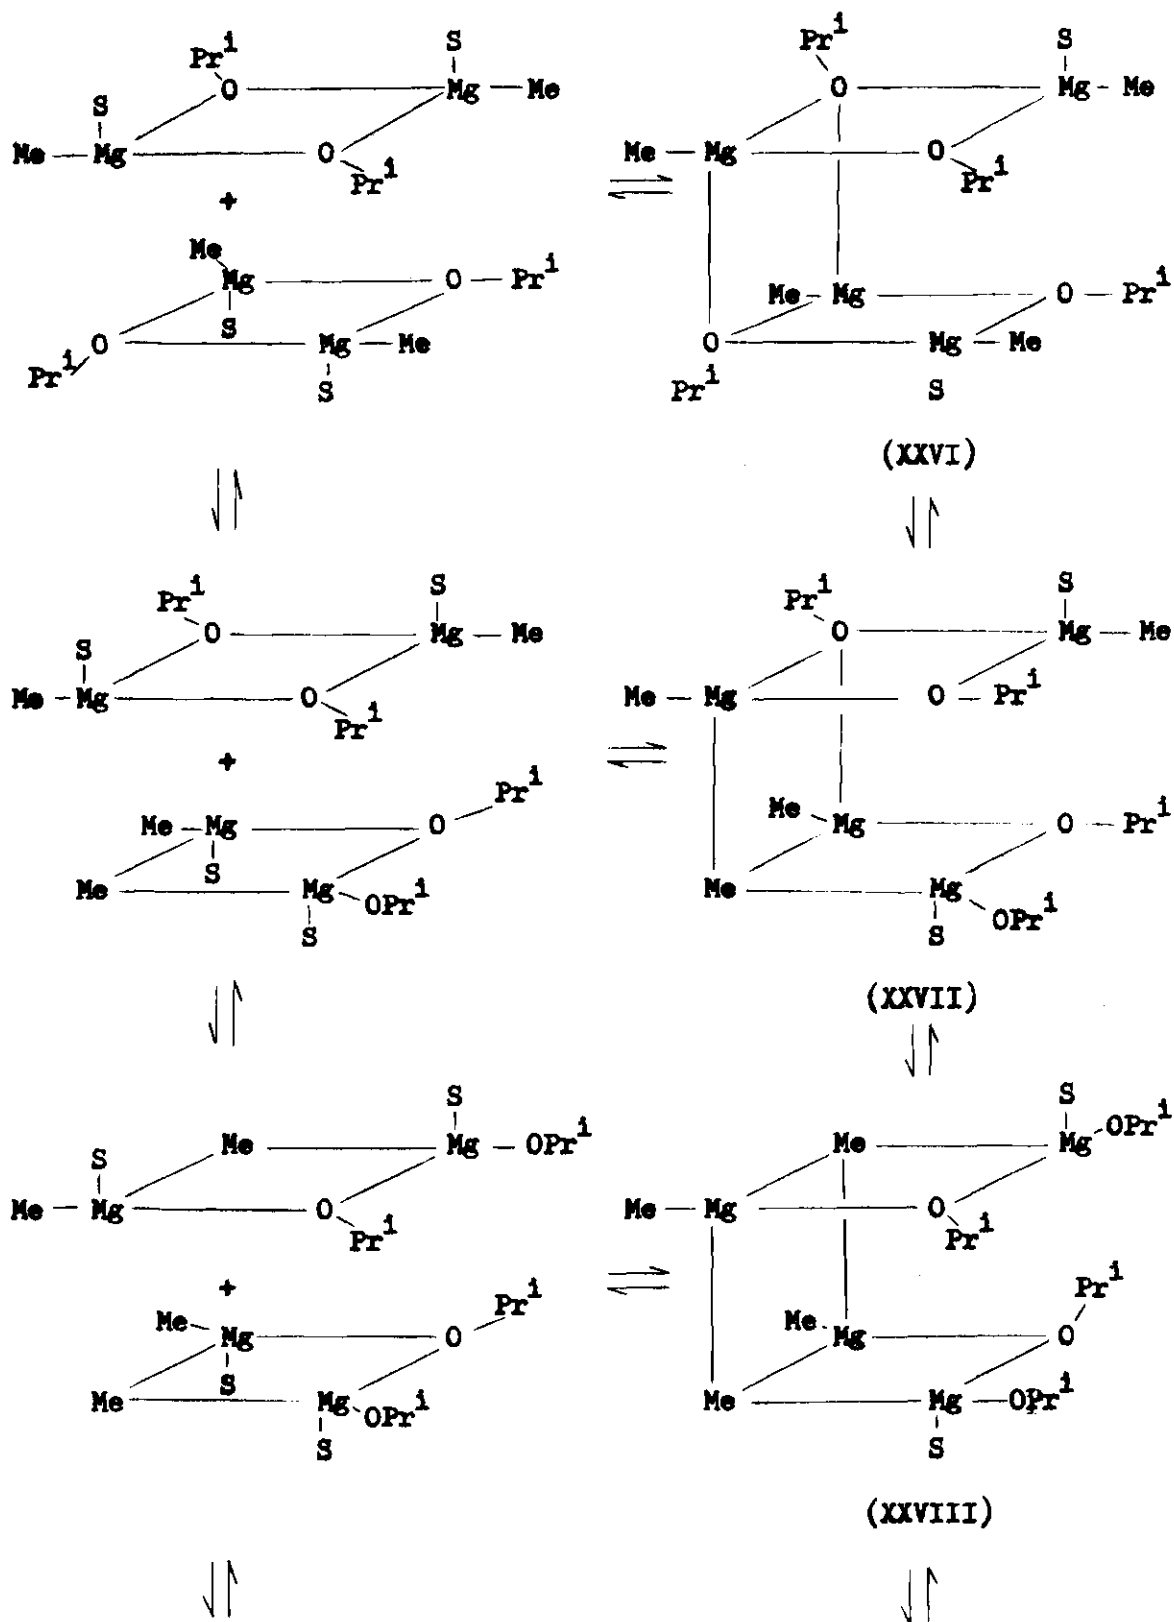 S
Pr^i
O Mg — Me
S
Me — Mg O
Pr^i
+
Me
Mg O — Pr^i
S
O Mg — Me
Pr^i
S
Pr^i S
O Mg — Me
Me — Mg O
Pr^i
Me — Mg O — Pr^i
O Mg — Me
Pr^i S
(XXVI)
S
Pr^i
O Mg — Me
S
Me — Mg O
Pr^i
+
Pr^i
Me — Mg O
S
Me Mg OPr^i
S
S
Pr^i
O Mg — Me
Me — Mg O — Pr^i
Me Mg O — Pr^i
Me Mg
S OPr^i
(XXVII)
S
Me Mg — OPr^i
S
Me — Mg O
Pr^i
+
Pr^i
Me — Mg O
S
Me Mg OPr^i
S
S
OPr^i
Me Mg
Me — Mg O
Pr^i
Pr^i
Me — Mg O
Me Mg — OPr^i
S
(XXVIII)